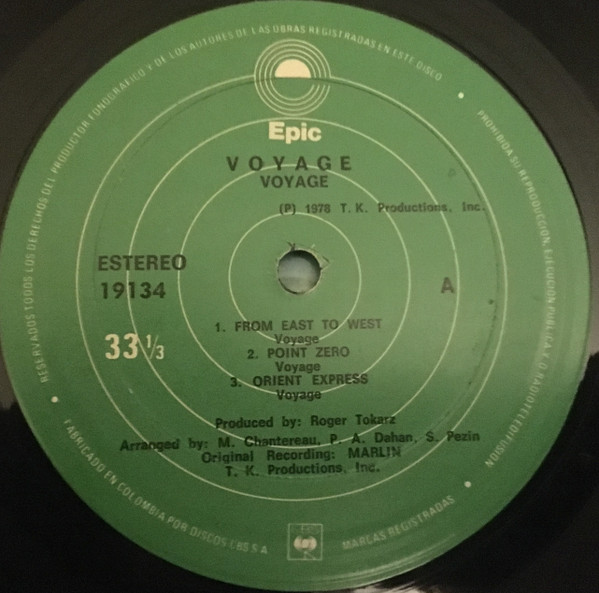 RESERVADOS TODOS LOS DERECHOS DEL PRODUCTOR FONOGRAFICO Y DE LOS AUTORES DE LAS OBRAS REGISTRADAS EN ESTE DISCO
PROHIBIDA SU REPRODUCCION, EJECUCION PUBLICA Y O RADIOTELEDIFUSION
Epic
VOYAGE
VOYAGE
(P) 1978 T. K. Productions, Inc.
ESTEREO
19134
A
33 1/3
1. FROM EAST TO WEST
Voyage
2. POINT ZERO
Voyage
3. ORIENT EXPRESS
Voyage
Produced by: Roger Tokarz
Arranged by: M. Chantereau, P. A. Dahan, S. Pezin
Original Recording: MARLIN
T. K. Productions, Inc.
FABRICADO EN COLOMBIA POR DISCOS CBS S A
MARCAS REGISTRADAS